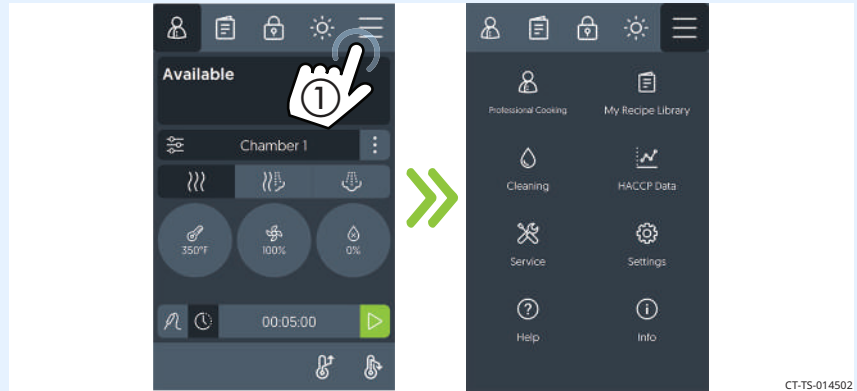 Available
1
Chamber 1
350°F
100%
0%
00:05:00
Professional Cooking
My Recipe Library
Cleaning
HACCP Data
Service
Settings
Help
Info
CT-TS-014502